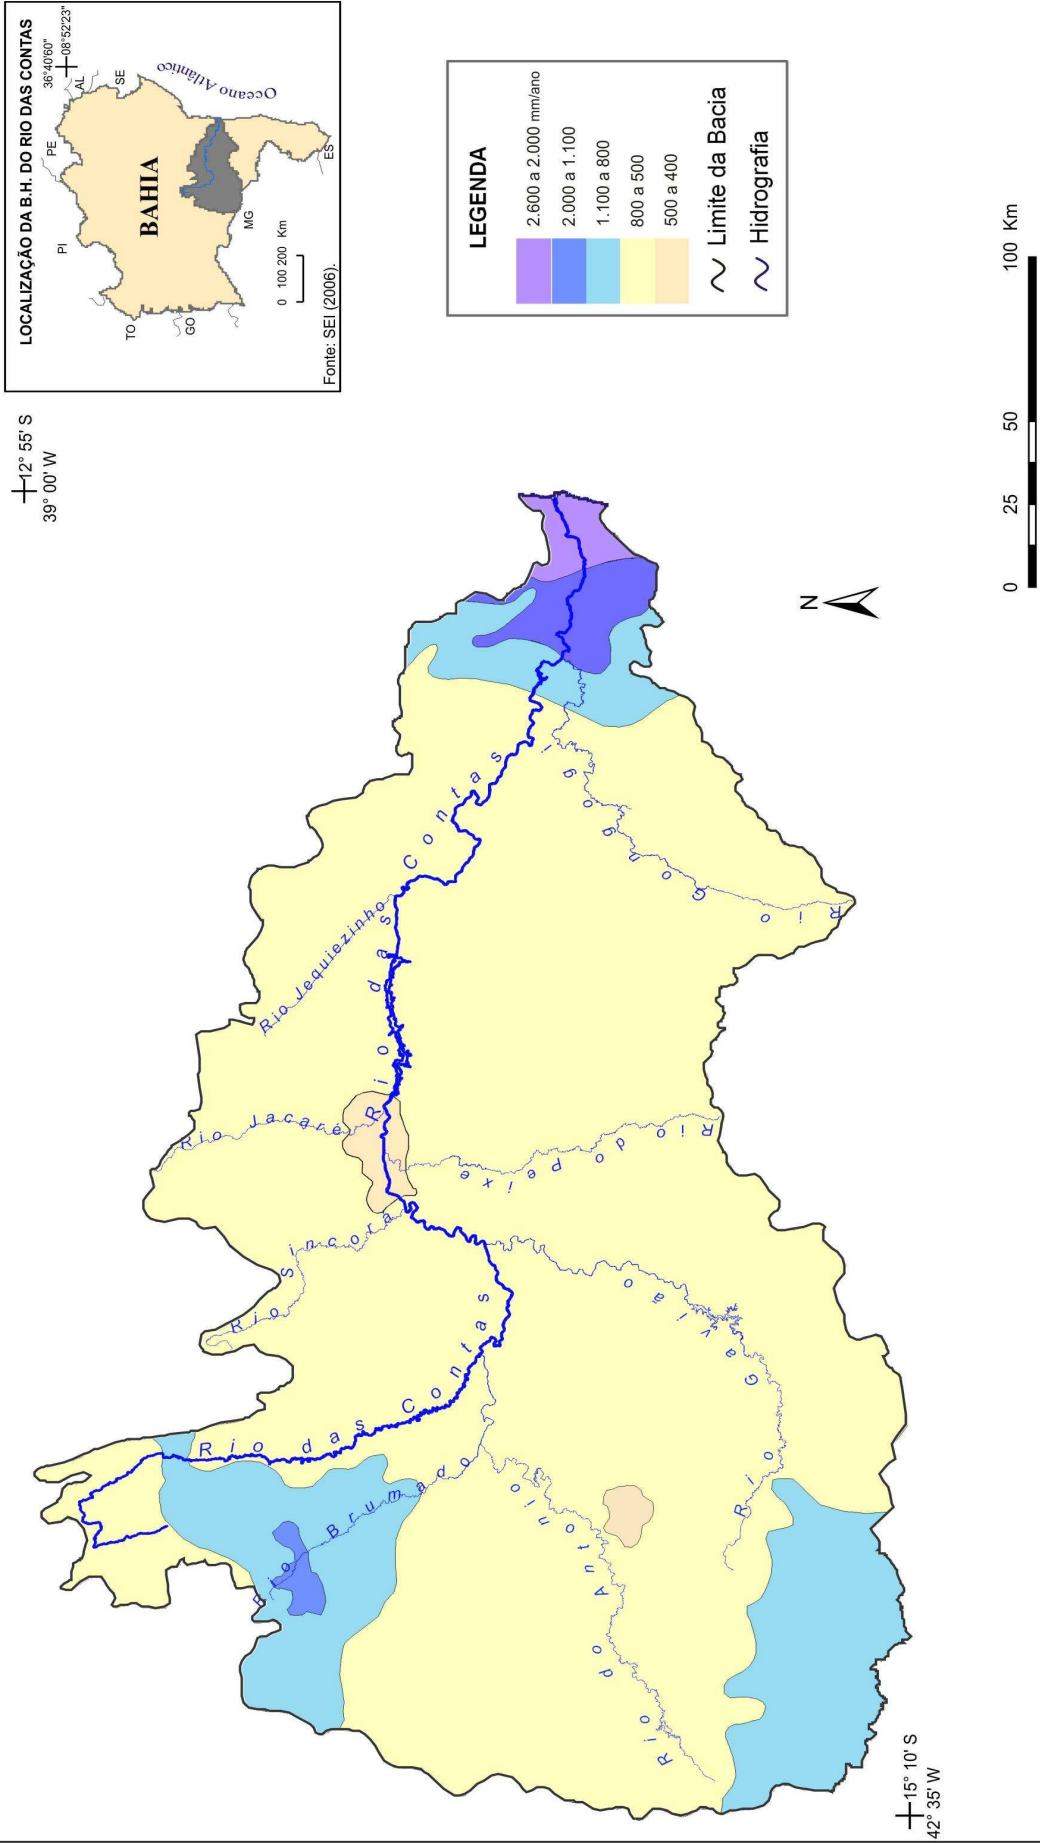 LOCALIZAÇÃO DA B.H. DO RIO DAS CONTAS
36°40'60"
08°52'23"
PE
AL
SE
PI
BAHIA
Oceano Atlântico
TO
GO
MG
ES
0 100 200 Km
Fonte: SEI (2006).
12° 55' S
39° 00' W
LEGENDA
2.600 a 2.000 mm/ano
2.000 a 1.100
1.100 a 800
800 a 500
500 a 400
Limite da Bacia
Hidrografia
Rio das Contas
Rio Brumado
Rio Sincorá
Rio Jacaré
Rio Jequiezinho
Rio das Contas
Rio do Antonio
Rio Gavião
Rio do Peixe
Rio Gongogi
N
0 25 50 100 Km
15° 10' S
42° 35' W